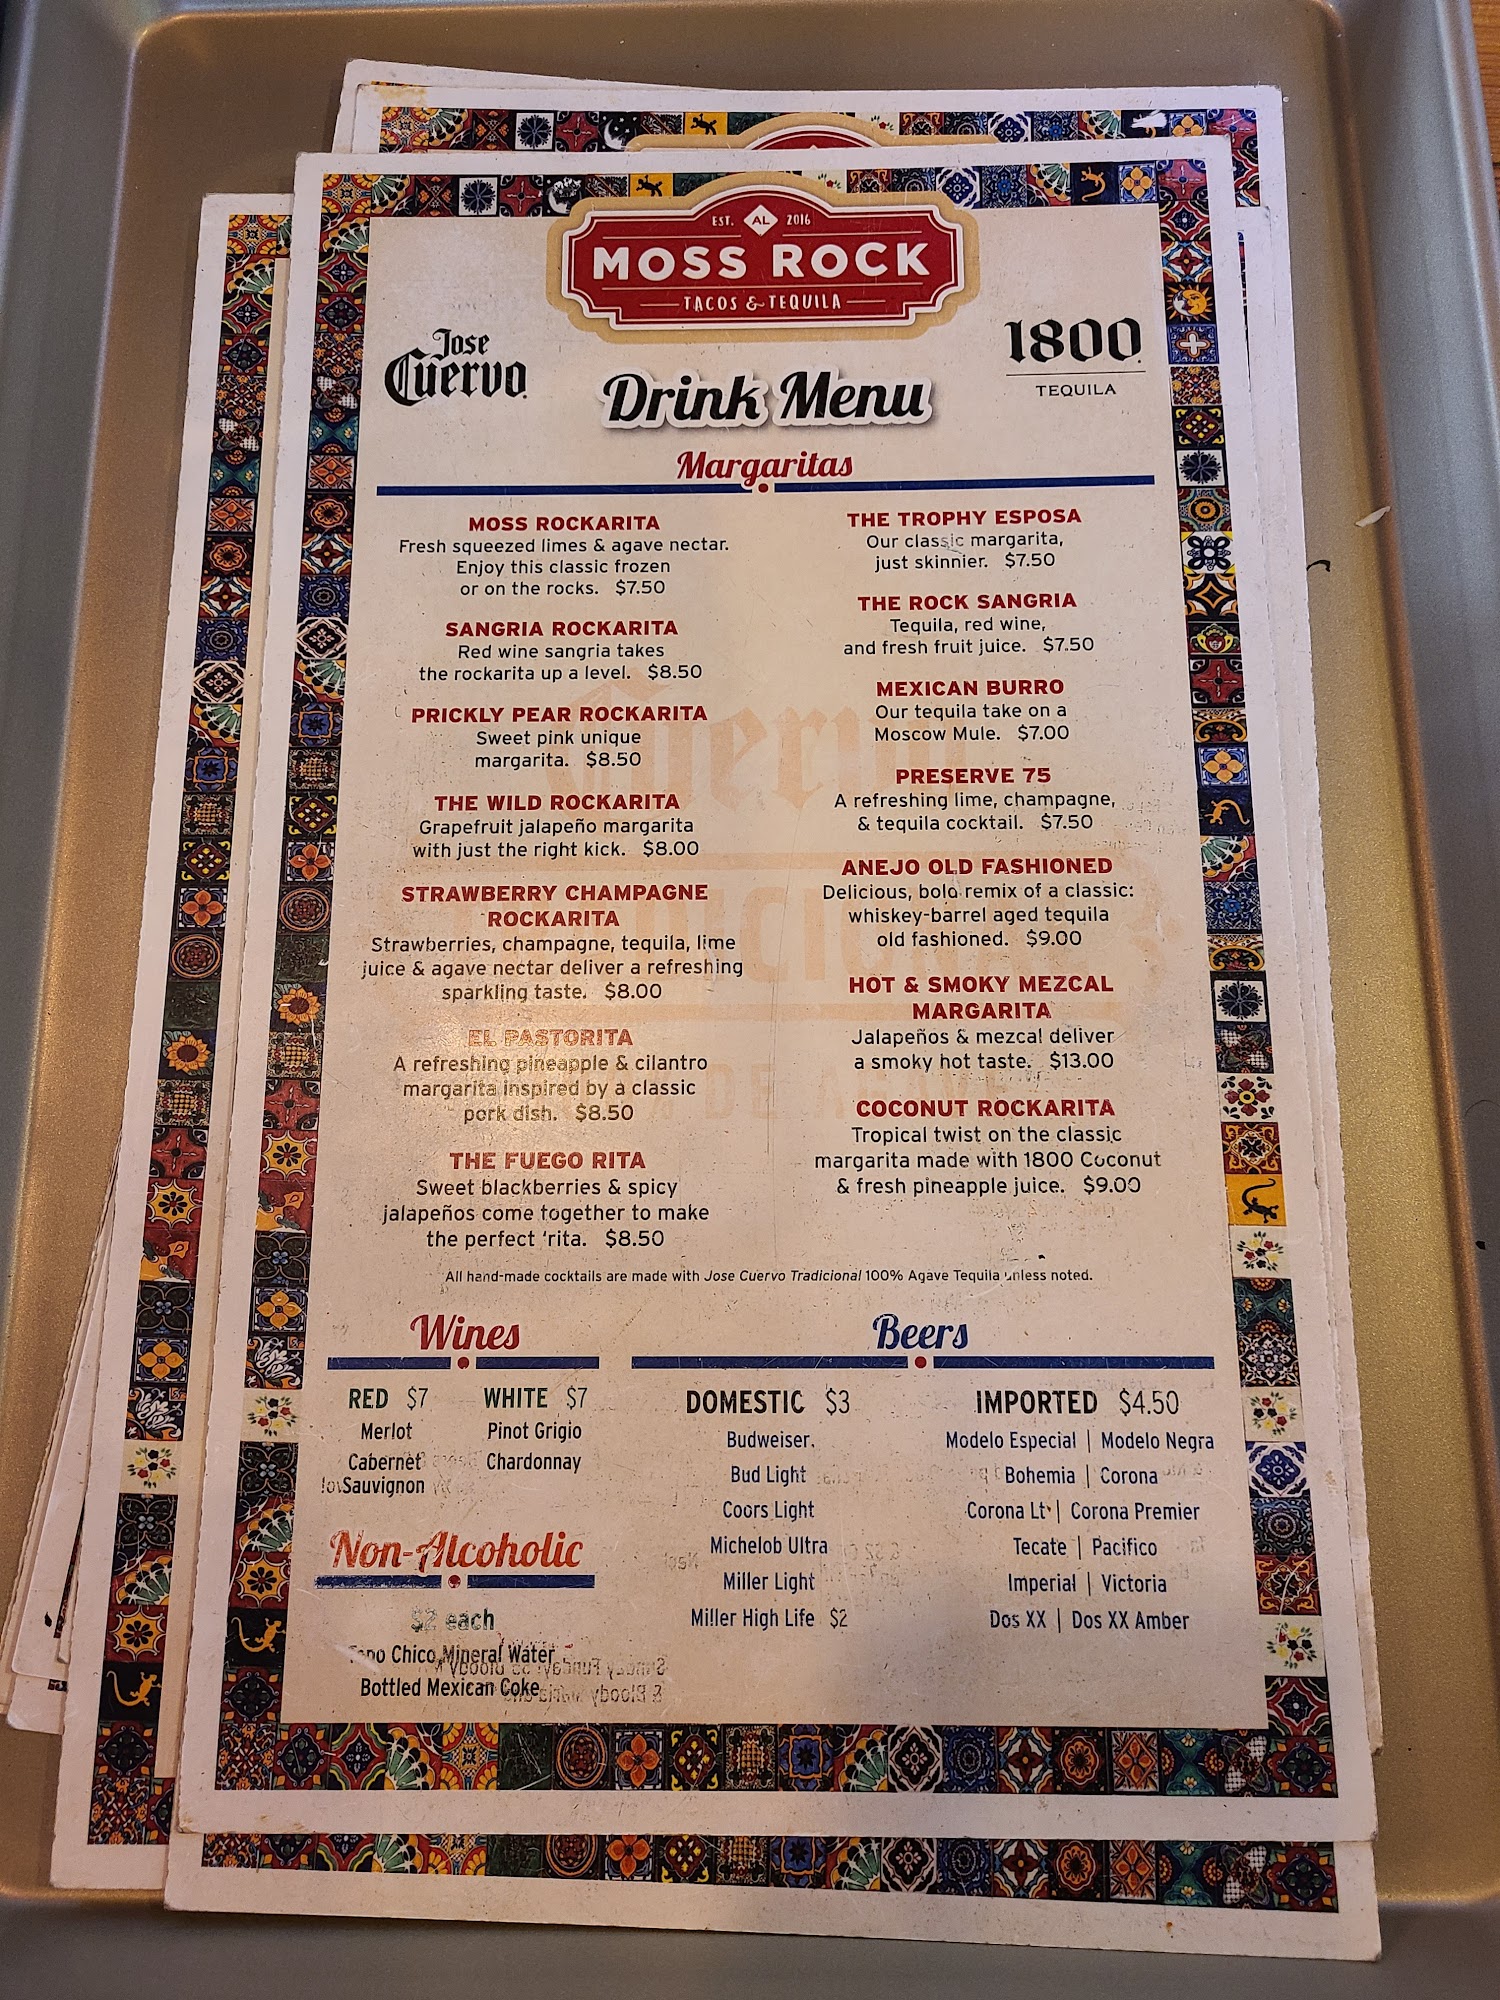 EST. AL 2016
MOSS ROCK
TACOS & TEQUILA
Jose
Cuervo
1800
TEQUILA
Drink Menu
Margaritas
MOSS ROCKARITA
Fresh squeezed limes & agave nectar.
Enjoy this classic frozen
or on the rocks. $7.50
SANGRIA ROCKARITA
Red wine sangria takes
the rockarita up a level. $8.50
PRICKLY PEAR ROCKARITA
Sweet pink unique
margarita. $8.50
THE WILD ROCKARITA
Grapefruit jalapeño margarita
with just the right kick. $8.00
STRAWBERRY CHAMPAGNE
ROCKARITA
Strawberries, champagne, tequila, lime
juice & agave nectar deliver a refreshing
sparkling taste. $8.00
EL PASTORITA
A refreshing pineapple & cilantro
margarita inspired by a classic
pork dish. $8.50
THE FUEGO RITA
Sweet blackberries & spicy
jalapeños come together to make
the perfect 'rita. $8.50
THE TROPHY ESPOSA
Our classic margarita,
just skinnier. $7.50
THE ROCK SANGRIA
Tequila, red wine,
and fresh fruit juice. $7.50
MEXICAN BURRO
Our tequila take on a
Moscow Mule. $7.00
PRESERVE 75
A refreshing lime, champagne,
& tequila cocktail. $7.50
ANEJO OLD FASHIONED
Delicious, bold remix of a classic:
whiskey-barrel aged tequila
old fashioned. $9.00
HOT & SMOKY MEZCAL
MARGARITA
Jalapeños & mezcal deliver
a smoky hot taste. $13.00
COCONUT ROCKARITA
Tropical twist on the classic
margarita made with 1800 Coconut
& fresh pineapple juice. $9.00
All hand-made cocktails are made with Jose Cuervo Tradicional 100% Agave Tequila unless noted.
Wines
RED $7
Merlot
Cabernet
Sauvignon
WHITE $7
Pinot Grigio
Chardonnay
Non-Alcoholic
$2 each
Topo Chico Mineral Water
Bottled Mexican Coke
Beers
DOMESTIC $3
Budweiser
Bud Light
Coors Light
Michelob Ultra
Miller Light
Miller High Life $2
IMPORTED $4.50
Modelo Especial | Modelo Negra
Bohemia | Corona
Corona Lt | Corona Premier
Tecate | Pacifico
Imperial | Victoria
Dos XX | Dos XX Amber